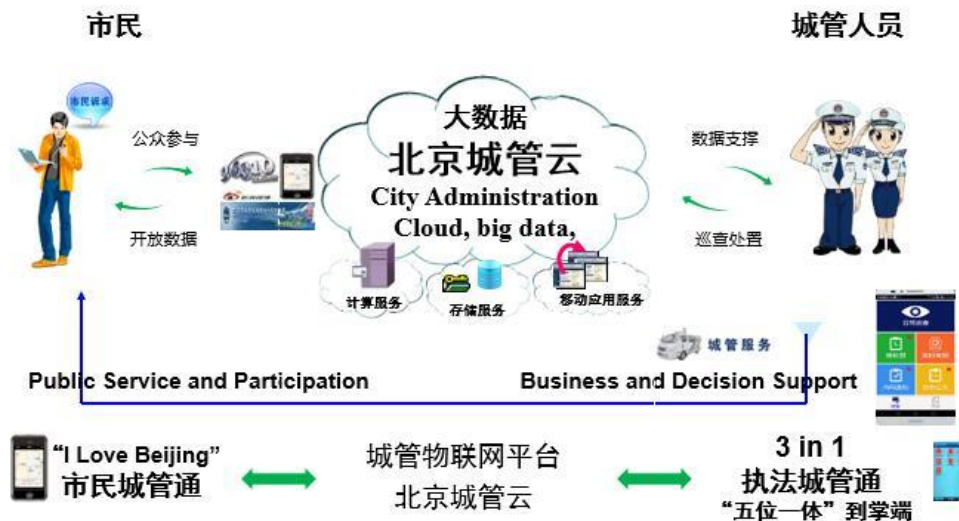 市民
城管人员
市民诉求
公众参与
开放数据
大数据
北京城管云
City Administration
Cloud, big data,
数据支撑
巡查处置
计算服务
存储服务
移动应用服务
城管服务
Public Service and Participation
Business and Decision Support
“I Love Beijing”
市民城管通
城管物联网平台
北京城管云
3 in 1
执法城管通
“五位一体”到掌端